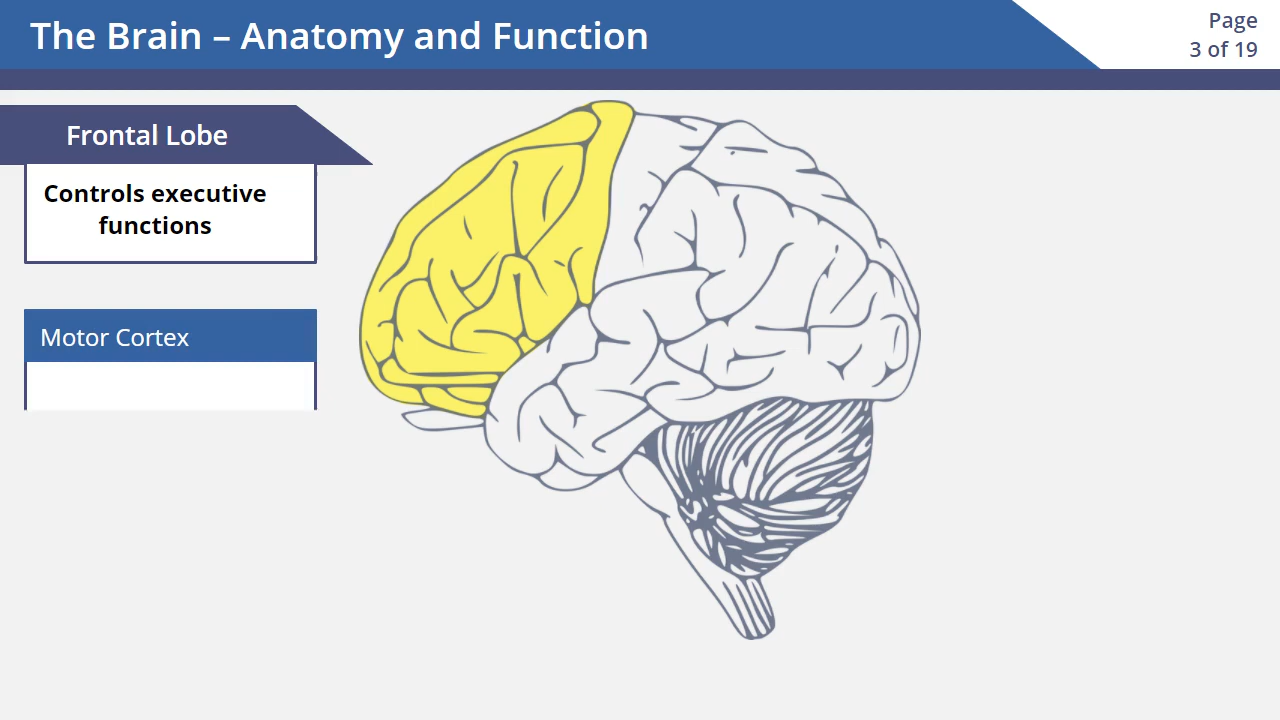 The Brain – Anatomy and Function
Page
3 of 19
Frontal Lobe
Controls executive
functions
Motor Cortex